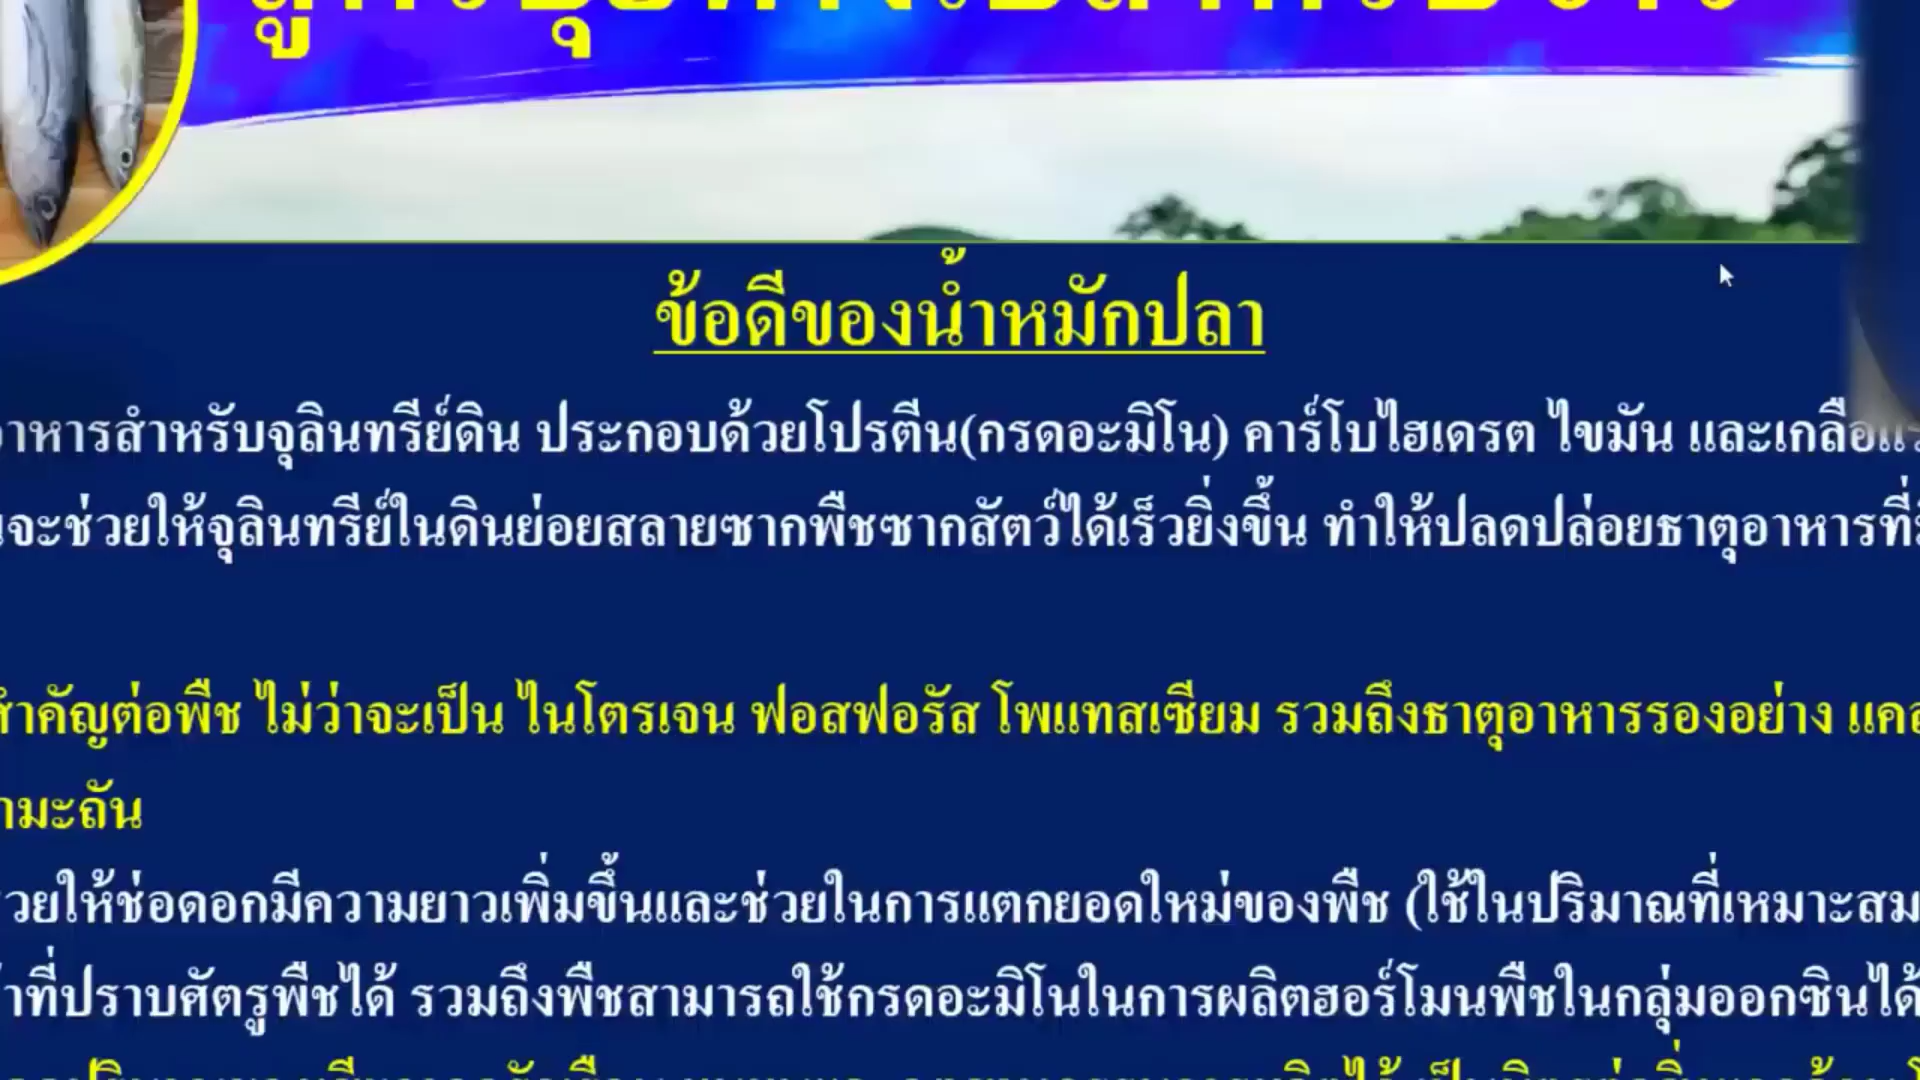 ข้อดีของน้ำหมักปลา
อาหารสำหรับจุลินทรีย์ดิน ประกอบด้วยโปรตีน(กรดอะมิโน) คาร์โบไฮเดรต ไขมัน และเกลือแร่
จะช่วยให้จุลินทรีย์ในดินย่อยสลายซากพืชซากสัตว์ได้เร็วยิ่งขึ้น ทำให้ปลดปล่อยธาตุอาหารที่
สำคัญต่อพืช ไม่ว่าจะเป็น ไนโตรเจน ฟอสฟอรัส โพแทสเซียม รวมถึงธาตุอาหารรองอย่าง
ามะถัน
วยให้ช่อดอกมีความยาวเพิ่มขึ้นและช่วยในการแตกยอดใหม่ของพืช (ใช้ในปริมาณที่เหมาะสม
าที่ปราบศัตรูพืชได้ รวมถึงพืชสามารถใช้กรดอะมิโนในการผลิตฮอร์โมนพืชในกลุ่มออกซินได้